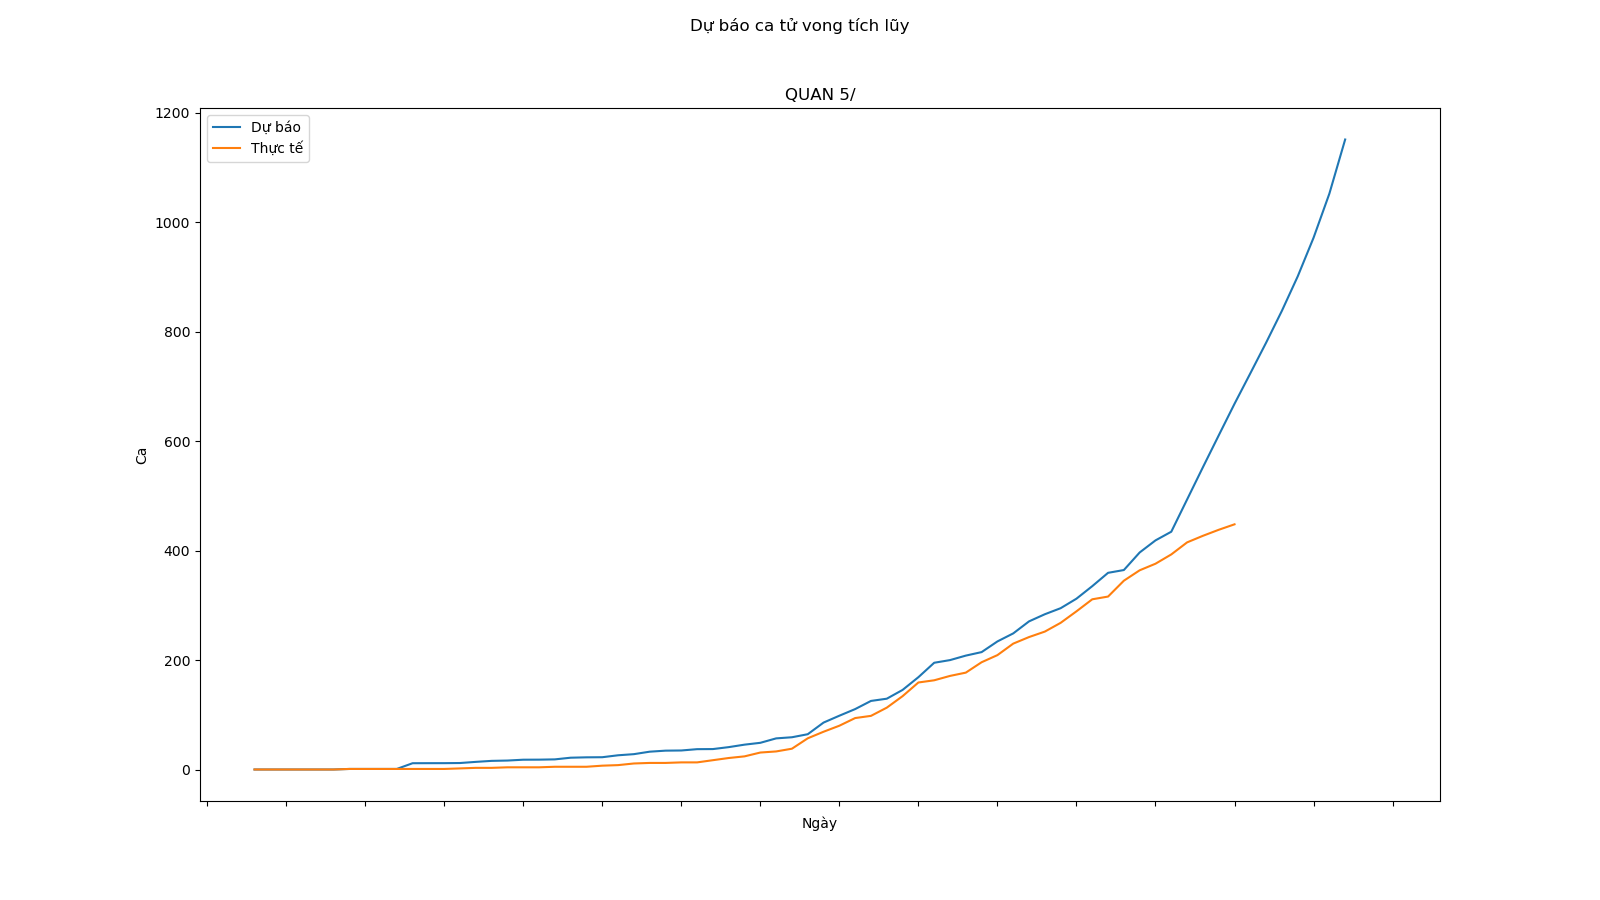 Dự báo ca tử vong tích lũy
QUAN 5/
Dự báo
Thực tế
1200
1000
800
600
400
200
0
Ca
Ngày